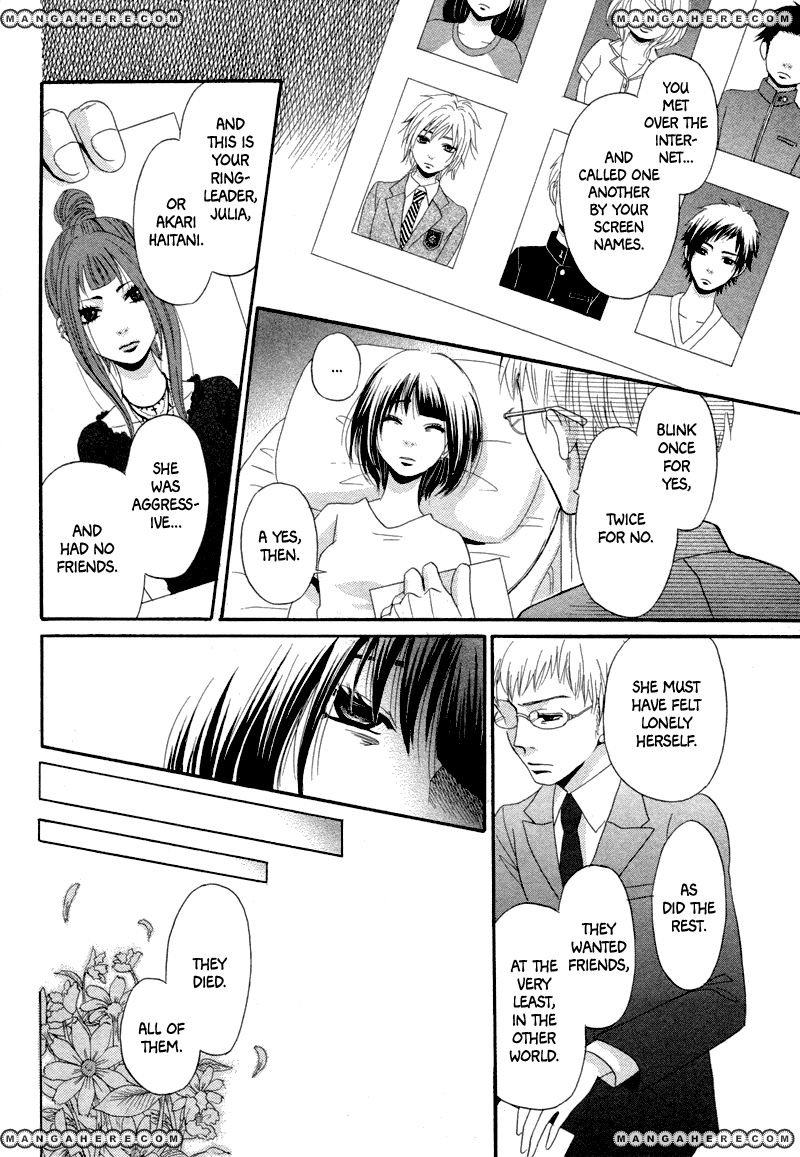 MANGAHERE.COM
MANGAHERE.COM
YOU
MET
OVER THE
INTER-
NET...
AND
CALLED ONE
ANOTHER
BY YOUR
SCREEN
NAMES.
AND
THIS IS
YOUR
RING-
LEADER,
JULIA,
OR
AKARI
HAITANI.
SHE
WAS
AGGRESS-
IVE...
AND
HAD NO
FRIENDS.
BLINK
ONCE
FOR
YES,
TWICE
FOR NO.
...
A YES,
THEN.
SHE MUST
HAVE FELT
LONELY
HERSELF.
AS
DID THE
REST.
THEY
WANTED
FRIENDS,
AT THE
VERY
LEAST,
IN THE
OTHER
WORLD.
THEY
DIED.
ALL OF
THEM.
MANGAHERE.COM
MANGAHERE.COM